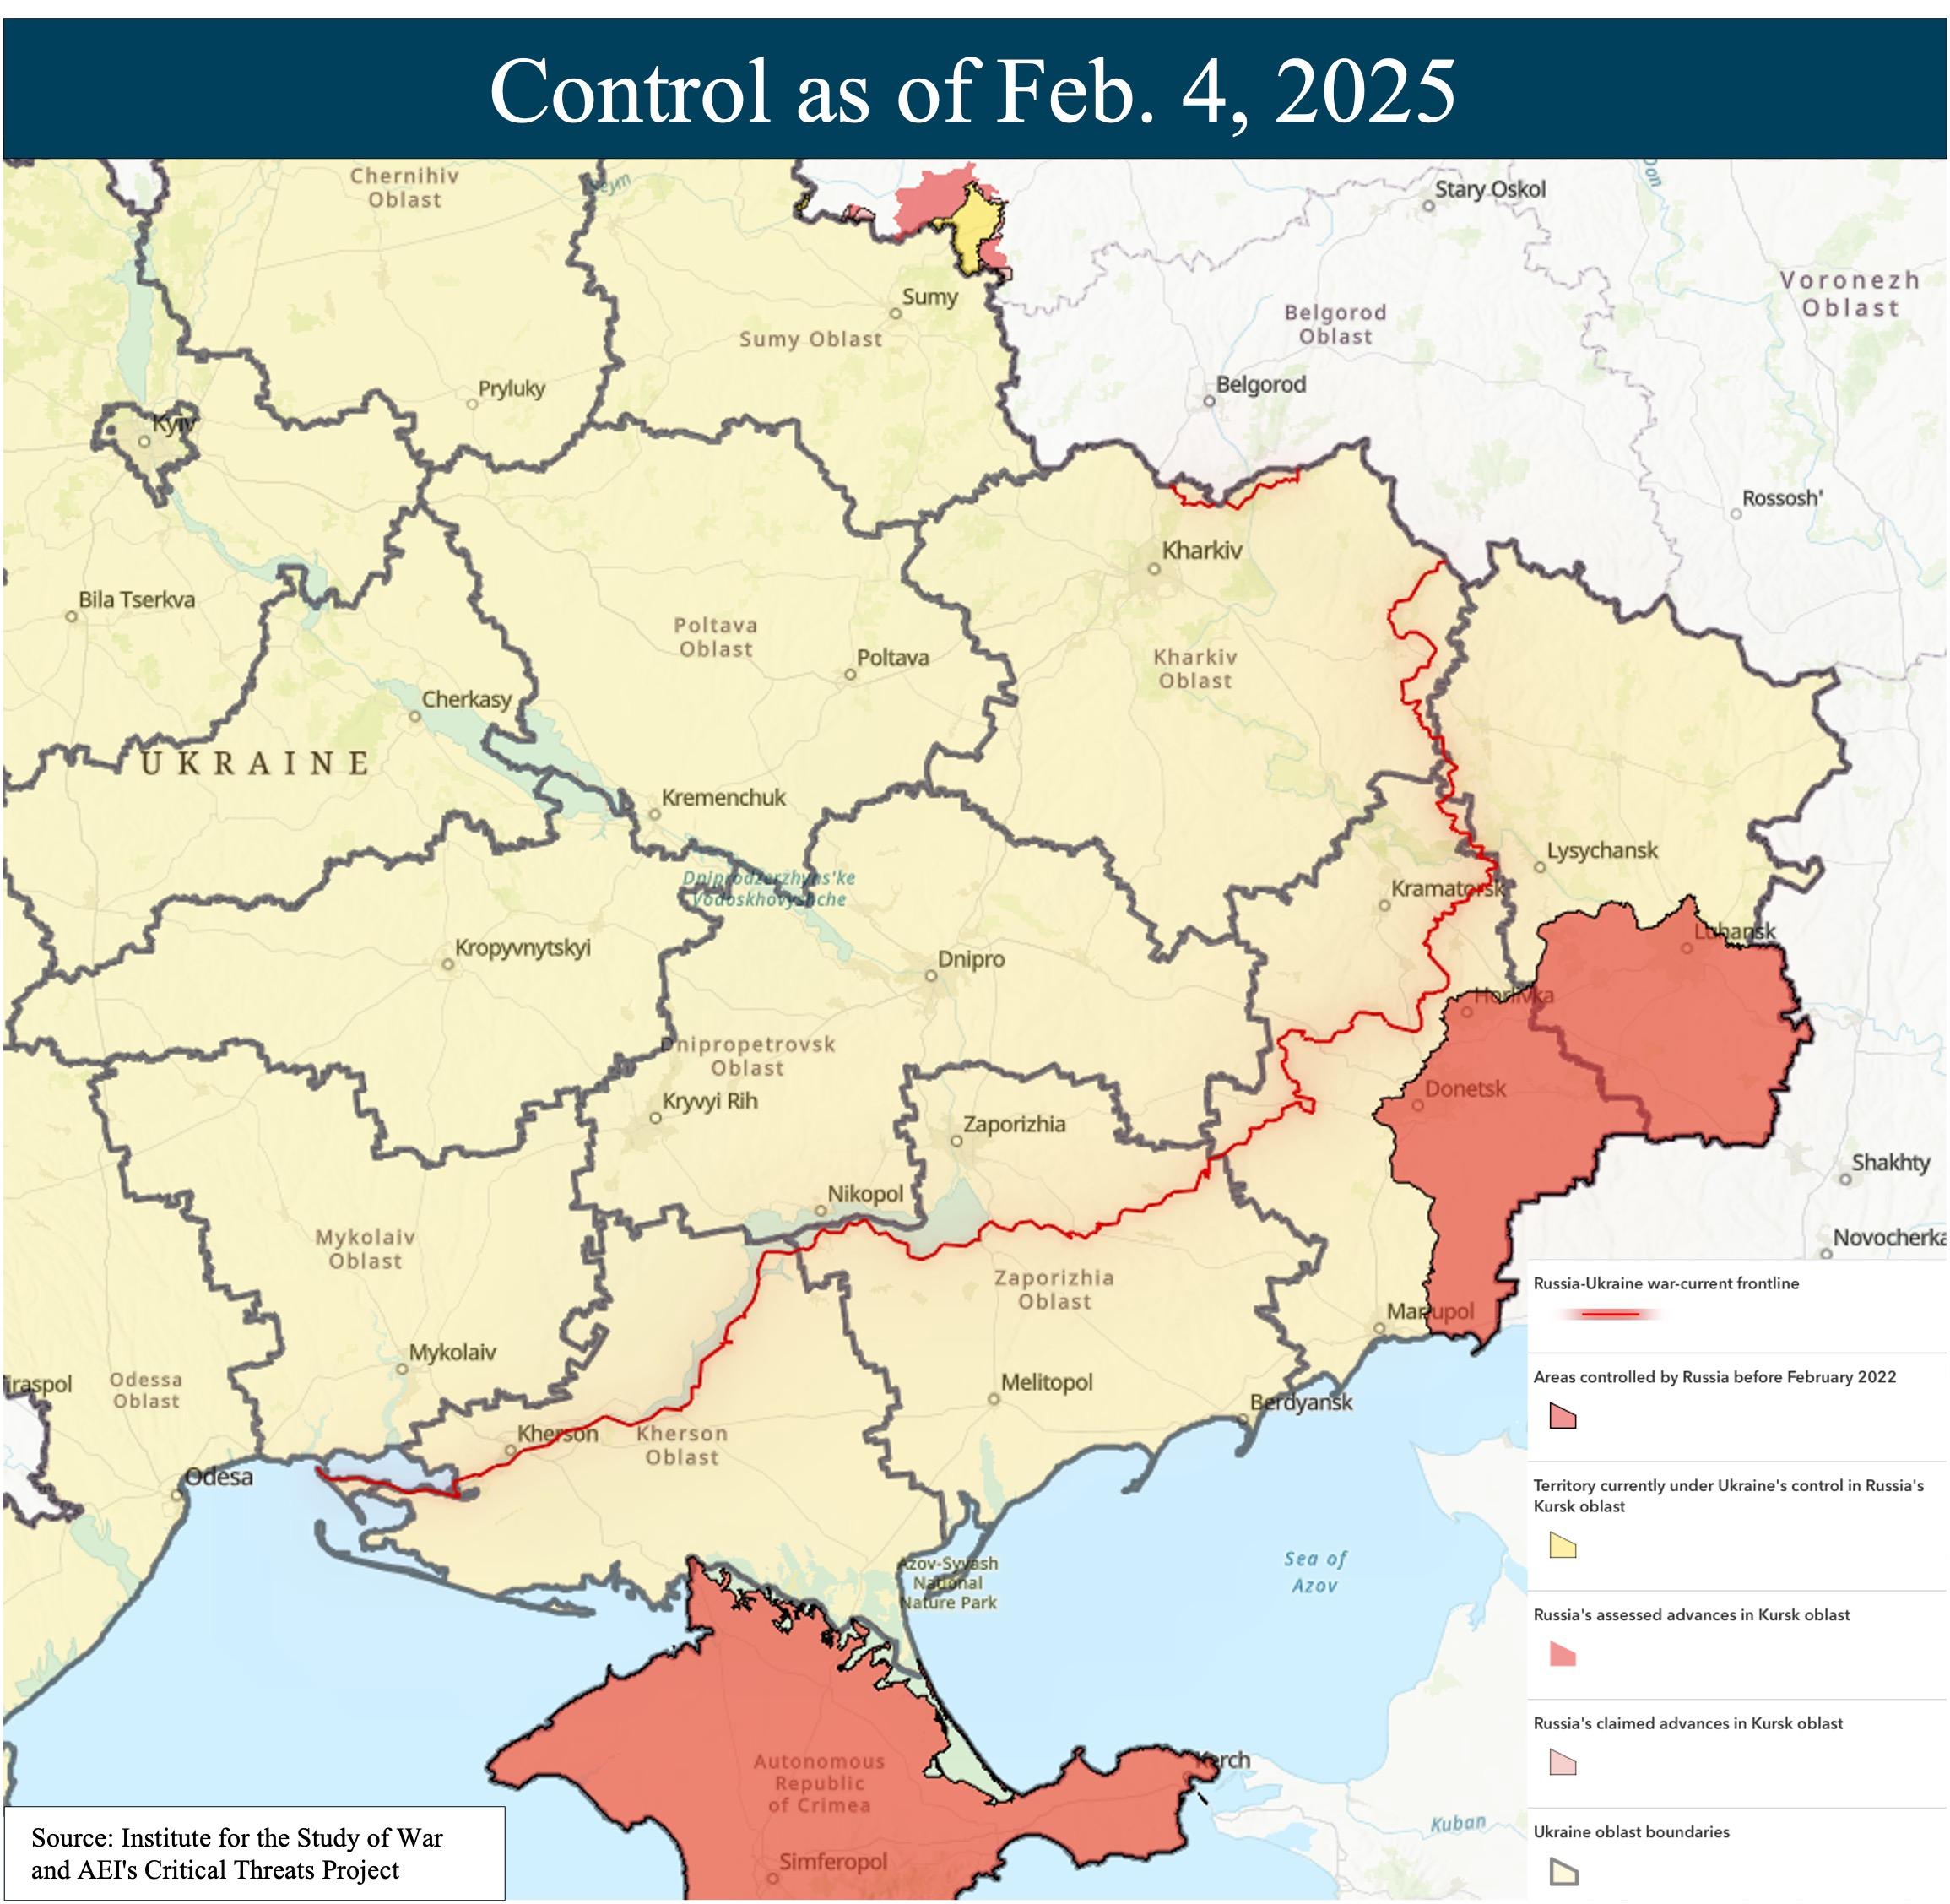 Control as of Feb. 4, 2025
Chernihiv
Oblast
Stary Oskol
Don
Voronezh
Oblast
Sumy
Sumy Oblast
Belgorod
Oblast
Pryluky
Belgorod
Kyiv
Rossosh'
Kharkiv
Bila Tserkva
Poltava
Oblast
Poltava
Kharkiv
Oblast
Cherkasy
UKRAINE
Kremenchuk
Lysychansk
Dniprodzerzhyns'ke
Vodoskhovyshche
Kramatorsk
Luhansk
Kropyvnytskyi
Dnipro
Horlivka
Dnipropetrovsk
Oblast
Donetsk
Kryvyi Rih
Zaporizhia
Shakhty
Nikopol
Mykolaiv
Oblast
Novocherka
Zaporizhia
Oblast
Mariupol
Mykolaiv
iraspol
Odessa
Oblast
Melitopol
Berdyansk
Kherson
Kherson
Oblast
Odesa
Azov-Syvash
National
Nature Park
Sea of
Azov
Autonomous
Republic
of Crimea
Kerch
Kuban
Simferopol
Russia-Ukraine war-current frontline
Areas controlled by Russia before February 2022
Territory currently under Ukraine's control in Russia's
Kursk oblast
Russia's assessed advances in Kursk oblast
Russia's claimed advances in Kursk oblast
Ukraine oblast boundaries
Source: Institute for the Study of War
and AEI's Critical Threats Project